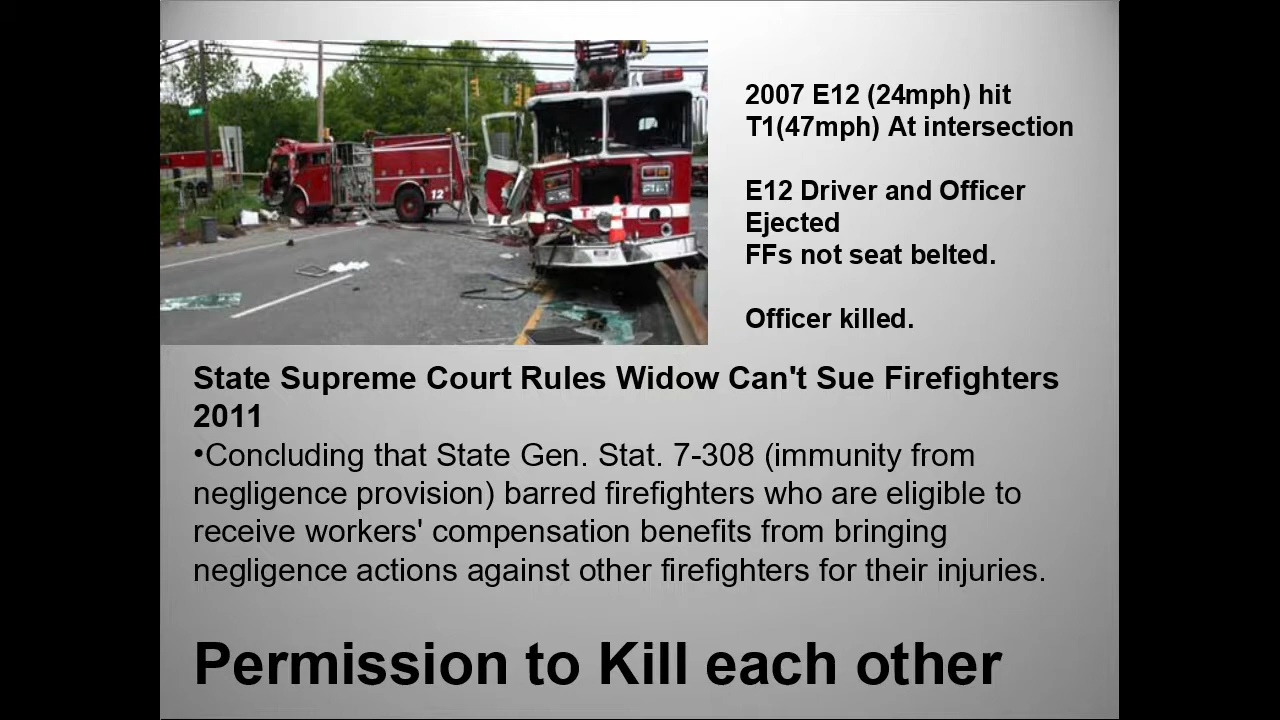 2007 E12 (24mph) hit
T1(47mph) At intersection
E12 Driver and Officer
Ejected
FFs not seat belted.
Officer killed.
12
State Supreme Court Rules Widow Can't Sue Firefighters
2011
•Concluding that State Gen. Stat. 7-308 (immunity from
negligence provision) barred firefighters who are eligible to
receive workers' compensation benefits from bringing
negligence actions against other firefighters for their injuries.
Permission to Kill each other